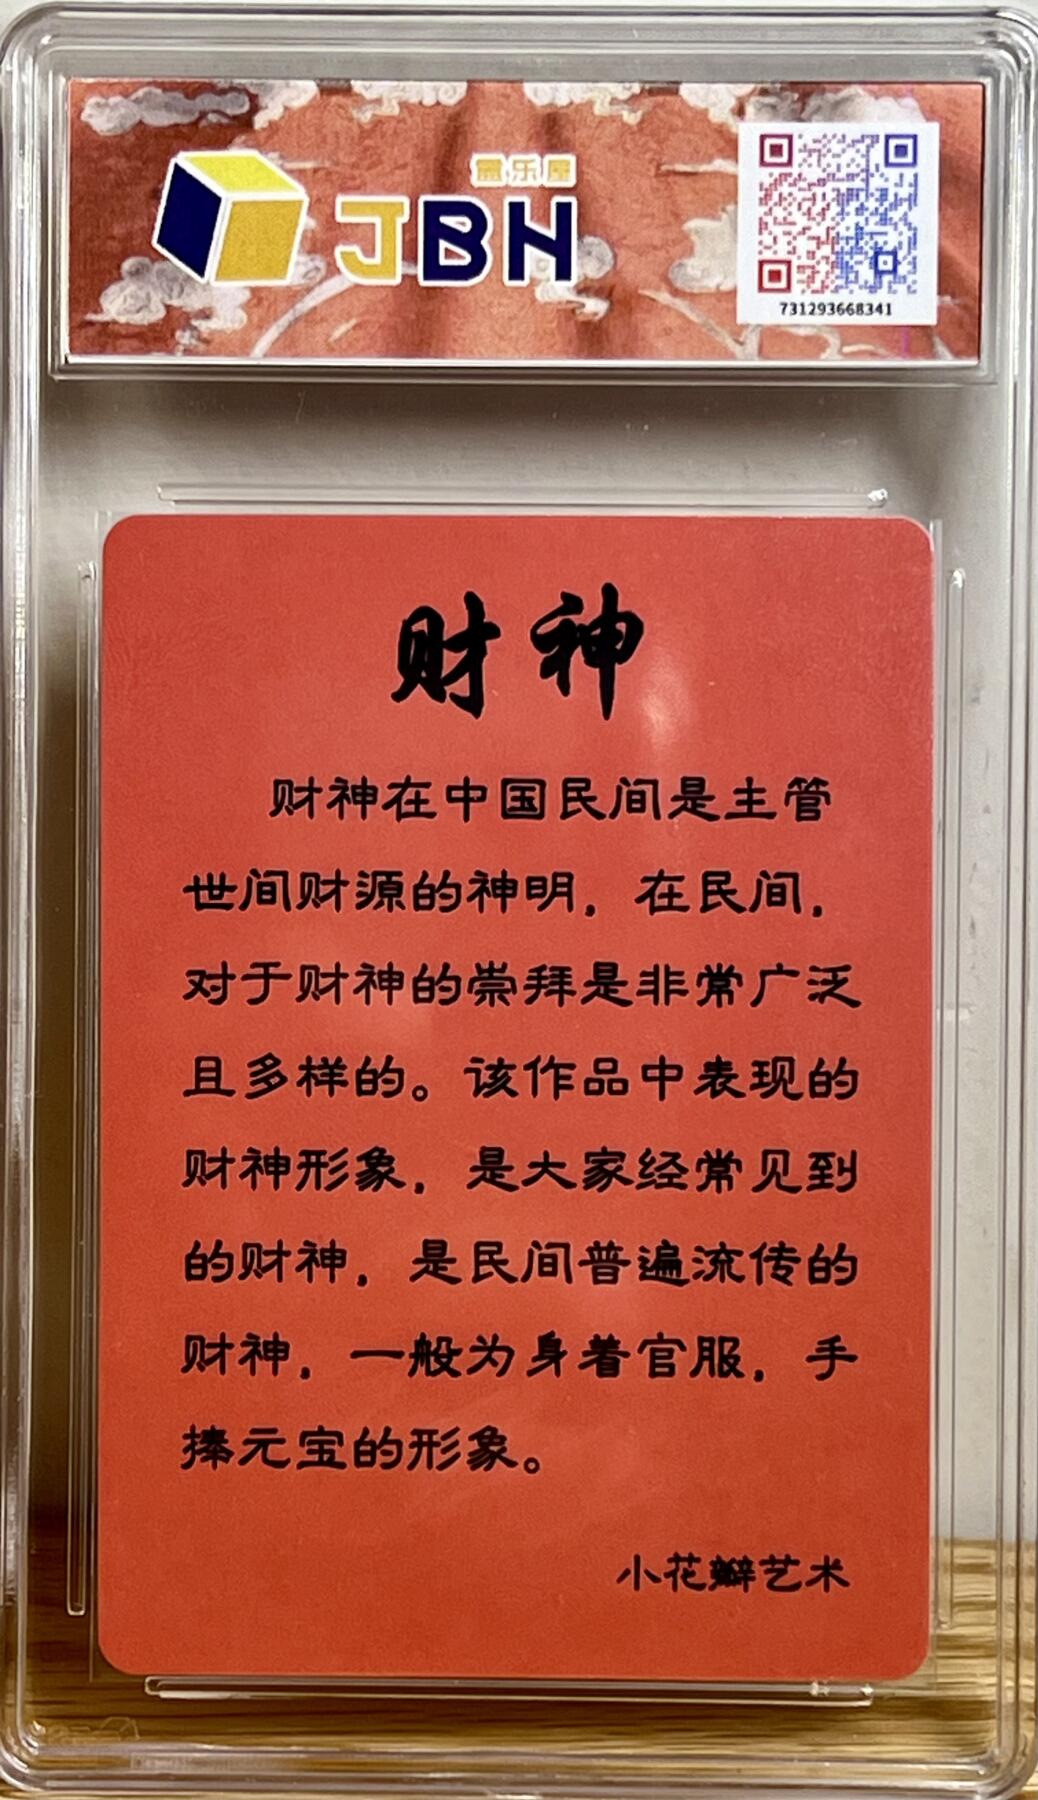 盒乐屋
JBH
731293668341
财神
财神在中国民间是主管
世间财源的神明，在民间，
对于财神的崇拜是非常广泛
且多样的。该作品中表现的
财神形象，是大家经常见到
的财神，是民间普遍流传的
财神，一般为身着官服，手
捧元宝的形象。
小花瓣艺术